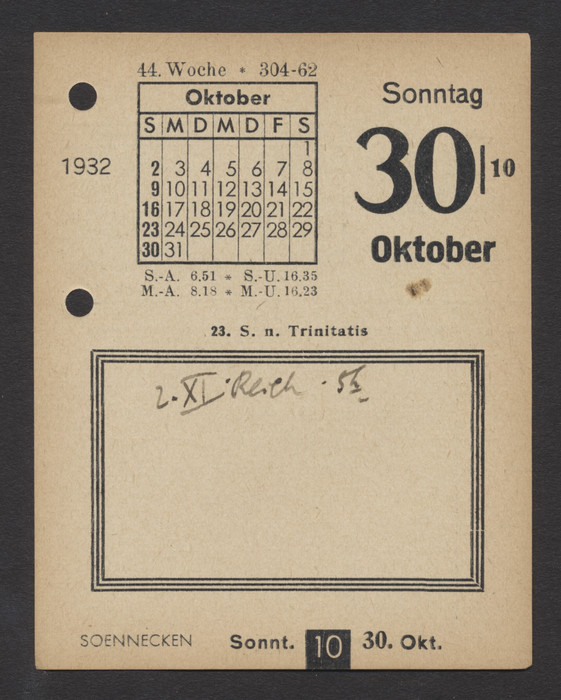 44. Woche * 304-62
Oktober
S M D M D F S
1
2 3 4 5 6 7 8
9 10 11 12 13 14 15
16 17 18 19 20 21 22
23 24 25 26 27 28 29
30 31
S.-A. 6.51 * S.-U. 16.35
M.-A. 8.18 * M.-U. 16.23
1932
Sonntag
30 10
Oktober
23. S. n. Trinitatis
2. XI. Reich. 5h
SOENNECKEN Sonnt. 10 30. Okt.